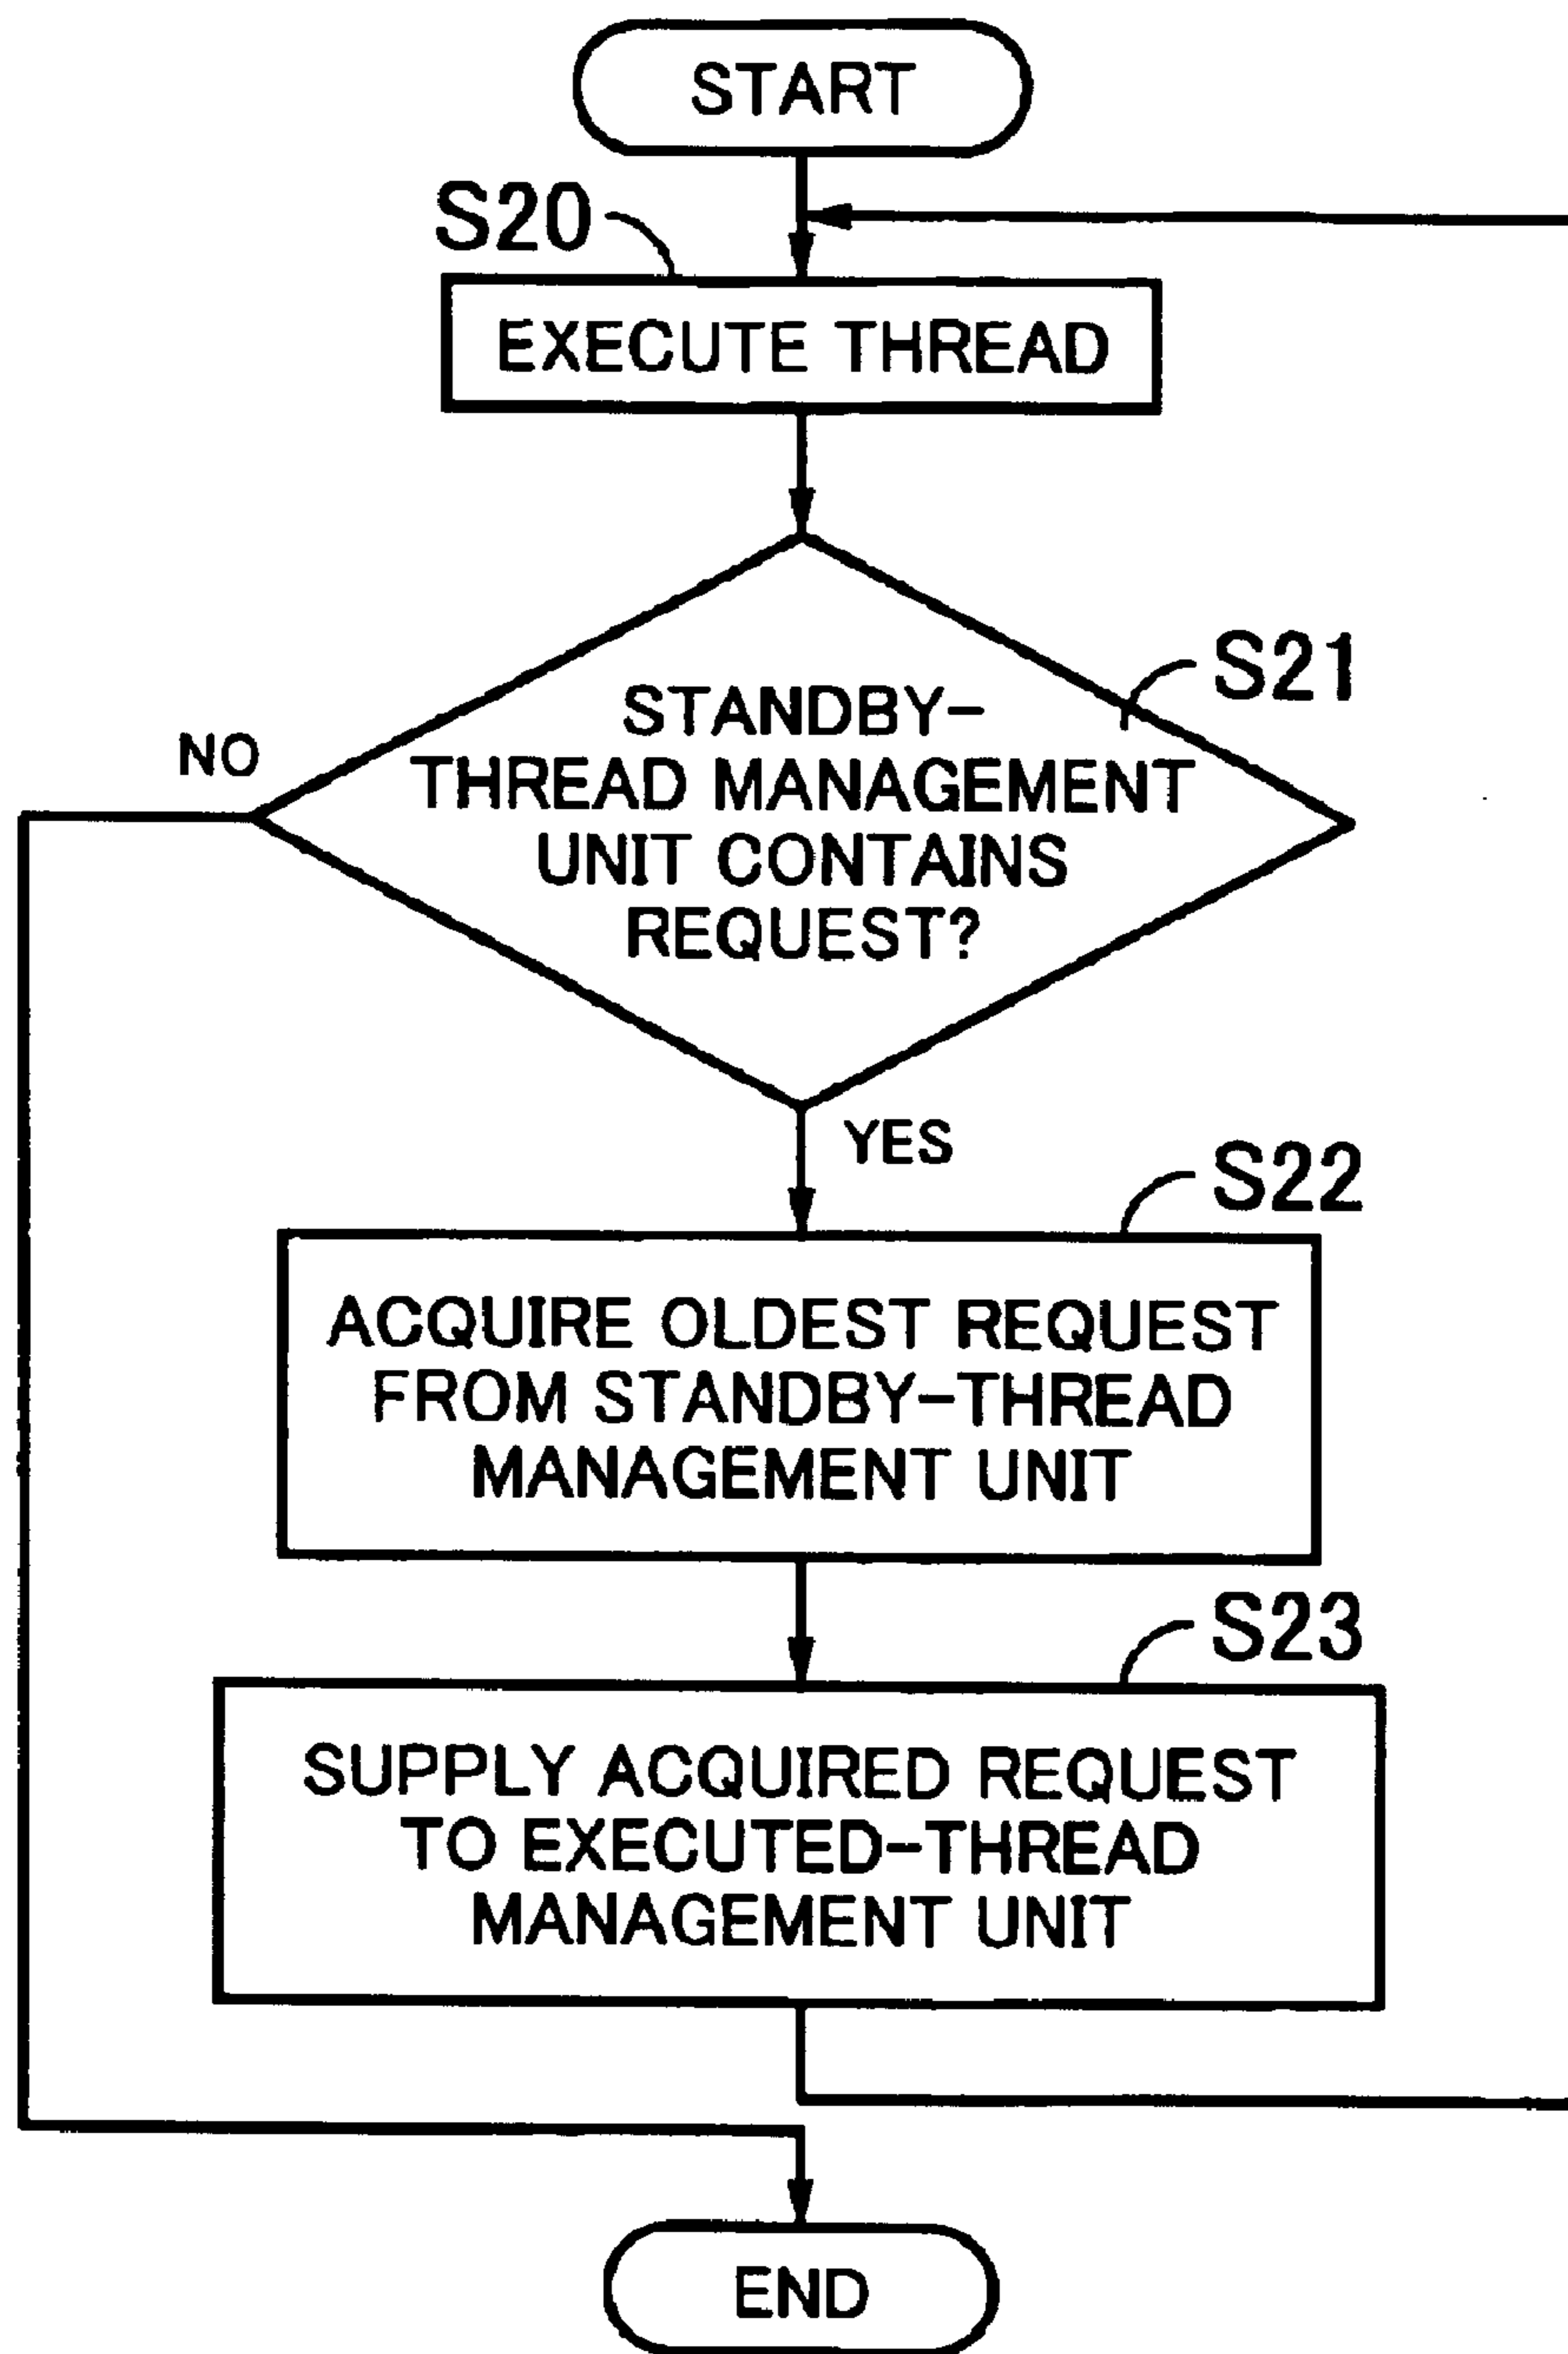 START
S20
EXECUTE THREAD
S21
STANDBY-
THREAD MANAGEMENT
UNIT CONTAINS
REQUEST?
NO
YES
S22
ACQUIRE OLDEST REQUEST
FROM STANDBY-THREAD
MANAGEMENT UNIT
S23
SUPPLY ACQUIRED REQUEST
TO EXECUTED-THREAD
MANAGEMENT UNIT
END